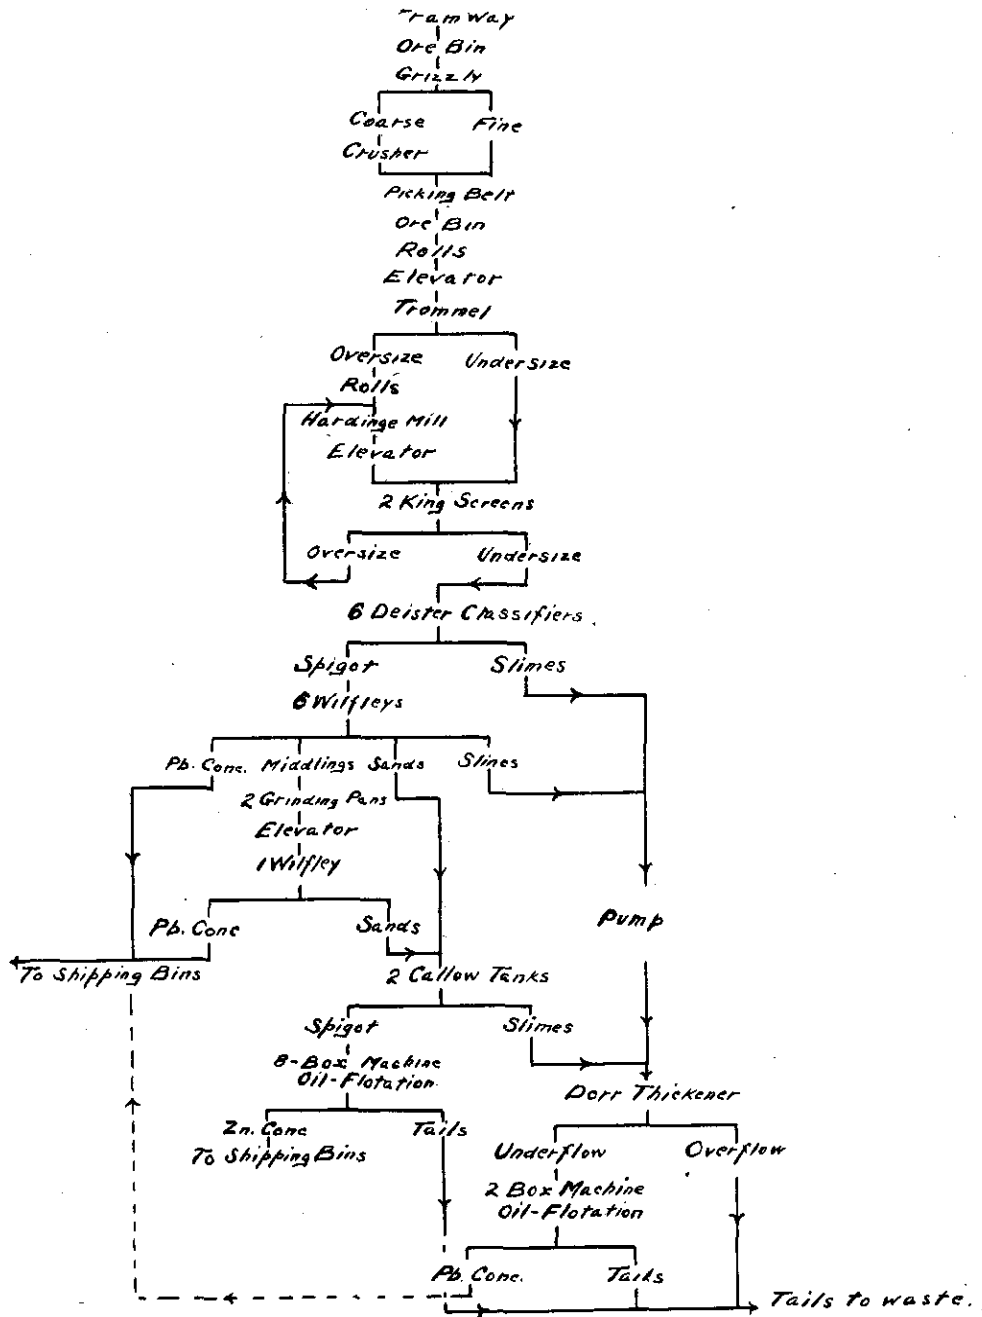 Tramway
Ore Bin
Grizzly
Coarse Fine
Crusher
Picking Belt
Ore Bin
Rolls
Elevator
Trommel
Oversize Undersize
Rolls
Hardinge Mill
Elevator
2 King Screens
Oversize Undersize
6 Deister Classifiers.
Spigot Slimes
6 Wilfleys
Pb. Conc. Middlings Sands Slines
2 Grinding Pans
Elevator
1 Wilfley
Pb. Conc Sands
Pump
To Shipping Bins
2 Callow Tanks
Spigot Slimes
8-Box Machine
Oil-Flotation.
Dorr Thickener
Zn. Conc Tails
To Shipping Bins
Underflow Overflow
2 Box Machine
Oil-Flotation
Pb. Conc. Tails
Tails to waste.